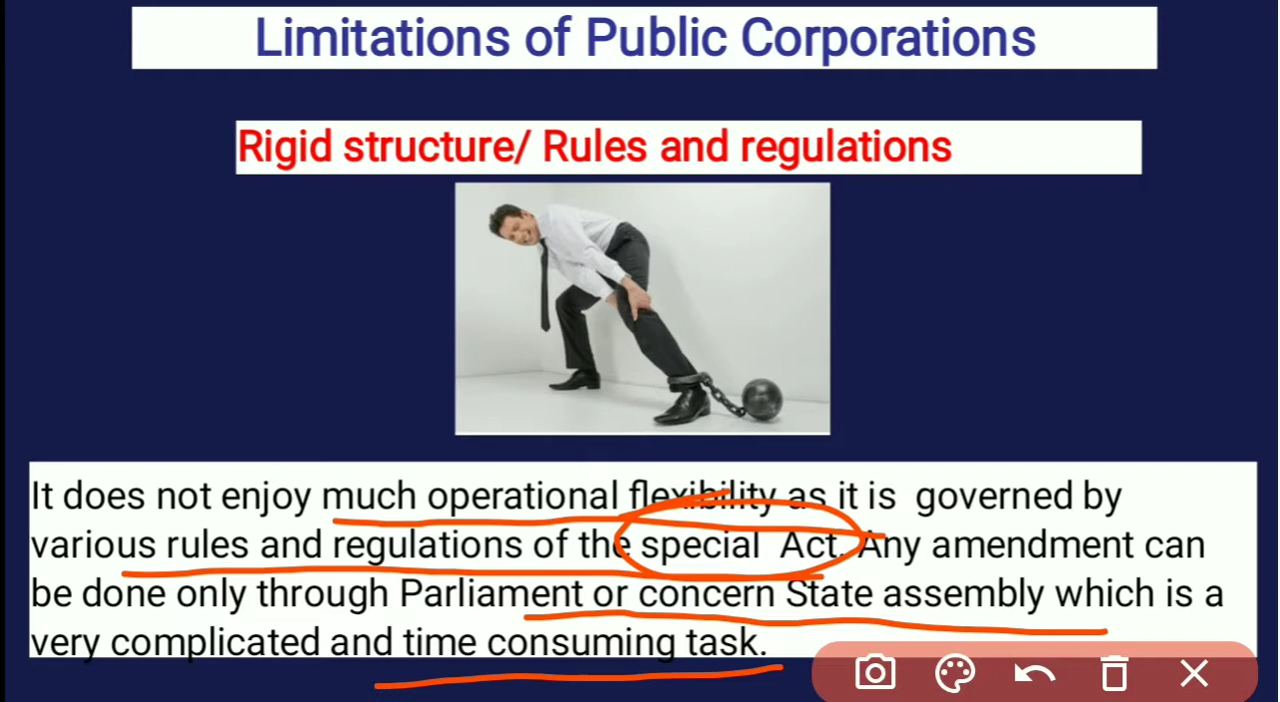 Limitations of Public Corporations
Rigid structure/ Rules and regulations
It does not enjoy much operational flexibility as it is governed by
various rules and regulations of the special Act. Any amendment can
be done only through Parliament or concern State assembly which is a
very complicated and time consuming task.